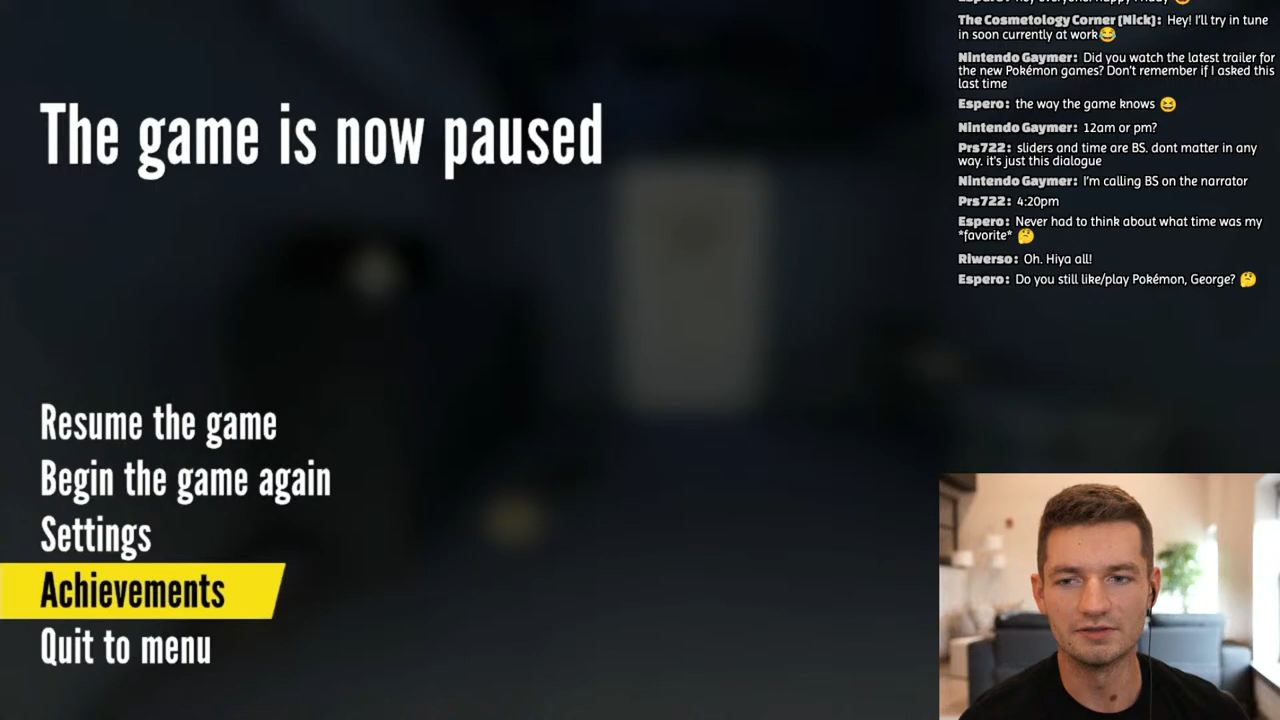 The game is now paused
Resume the game
Begin the game again
Settings
Achievements
Quit to menu
The Cosmetology Corner [Nick]: Hey! I'll try in tune
in soon currently at work😂
Nintendo Gaymer: Did you watch the latest trailer for
the new Pokémon games? Don't remember if I asked this
last time
Espero: the way the game knows 😆
Nintendo Gaymer: 12am or pm?
Prs722: sliders and time are BS. dont matter in any
way. it's just this dialogue
Nintendo Gaymer: I'm calling BS on the narrator
Prs722: 4:20pm
Espero: Never had to think about what time was my
*favorite* 🤔
Riwerso: Oh. Hiya all!
Espero: Do you still like/play Pokémon, George? 🤔